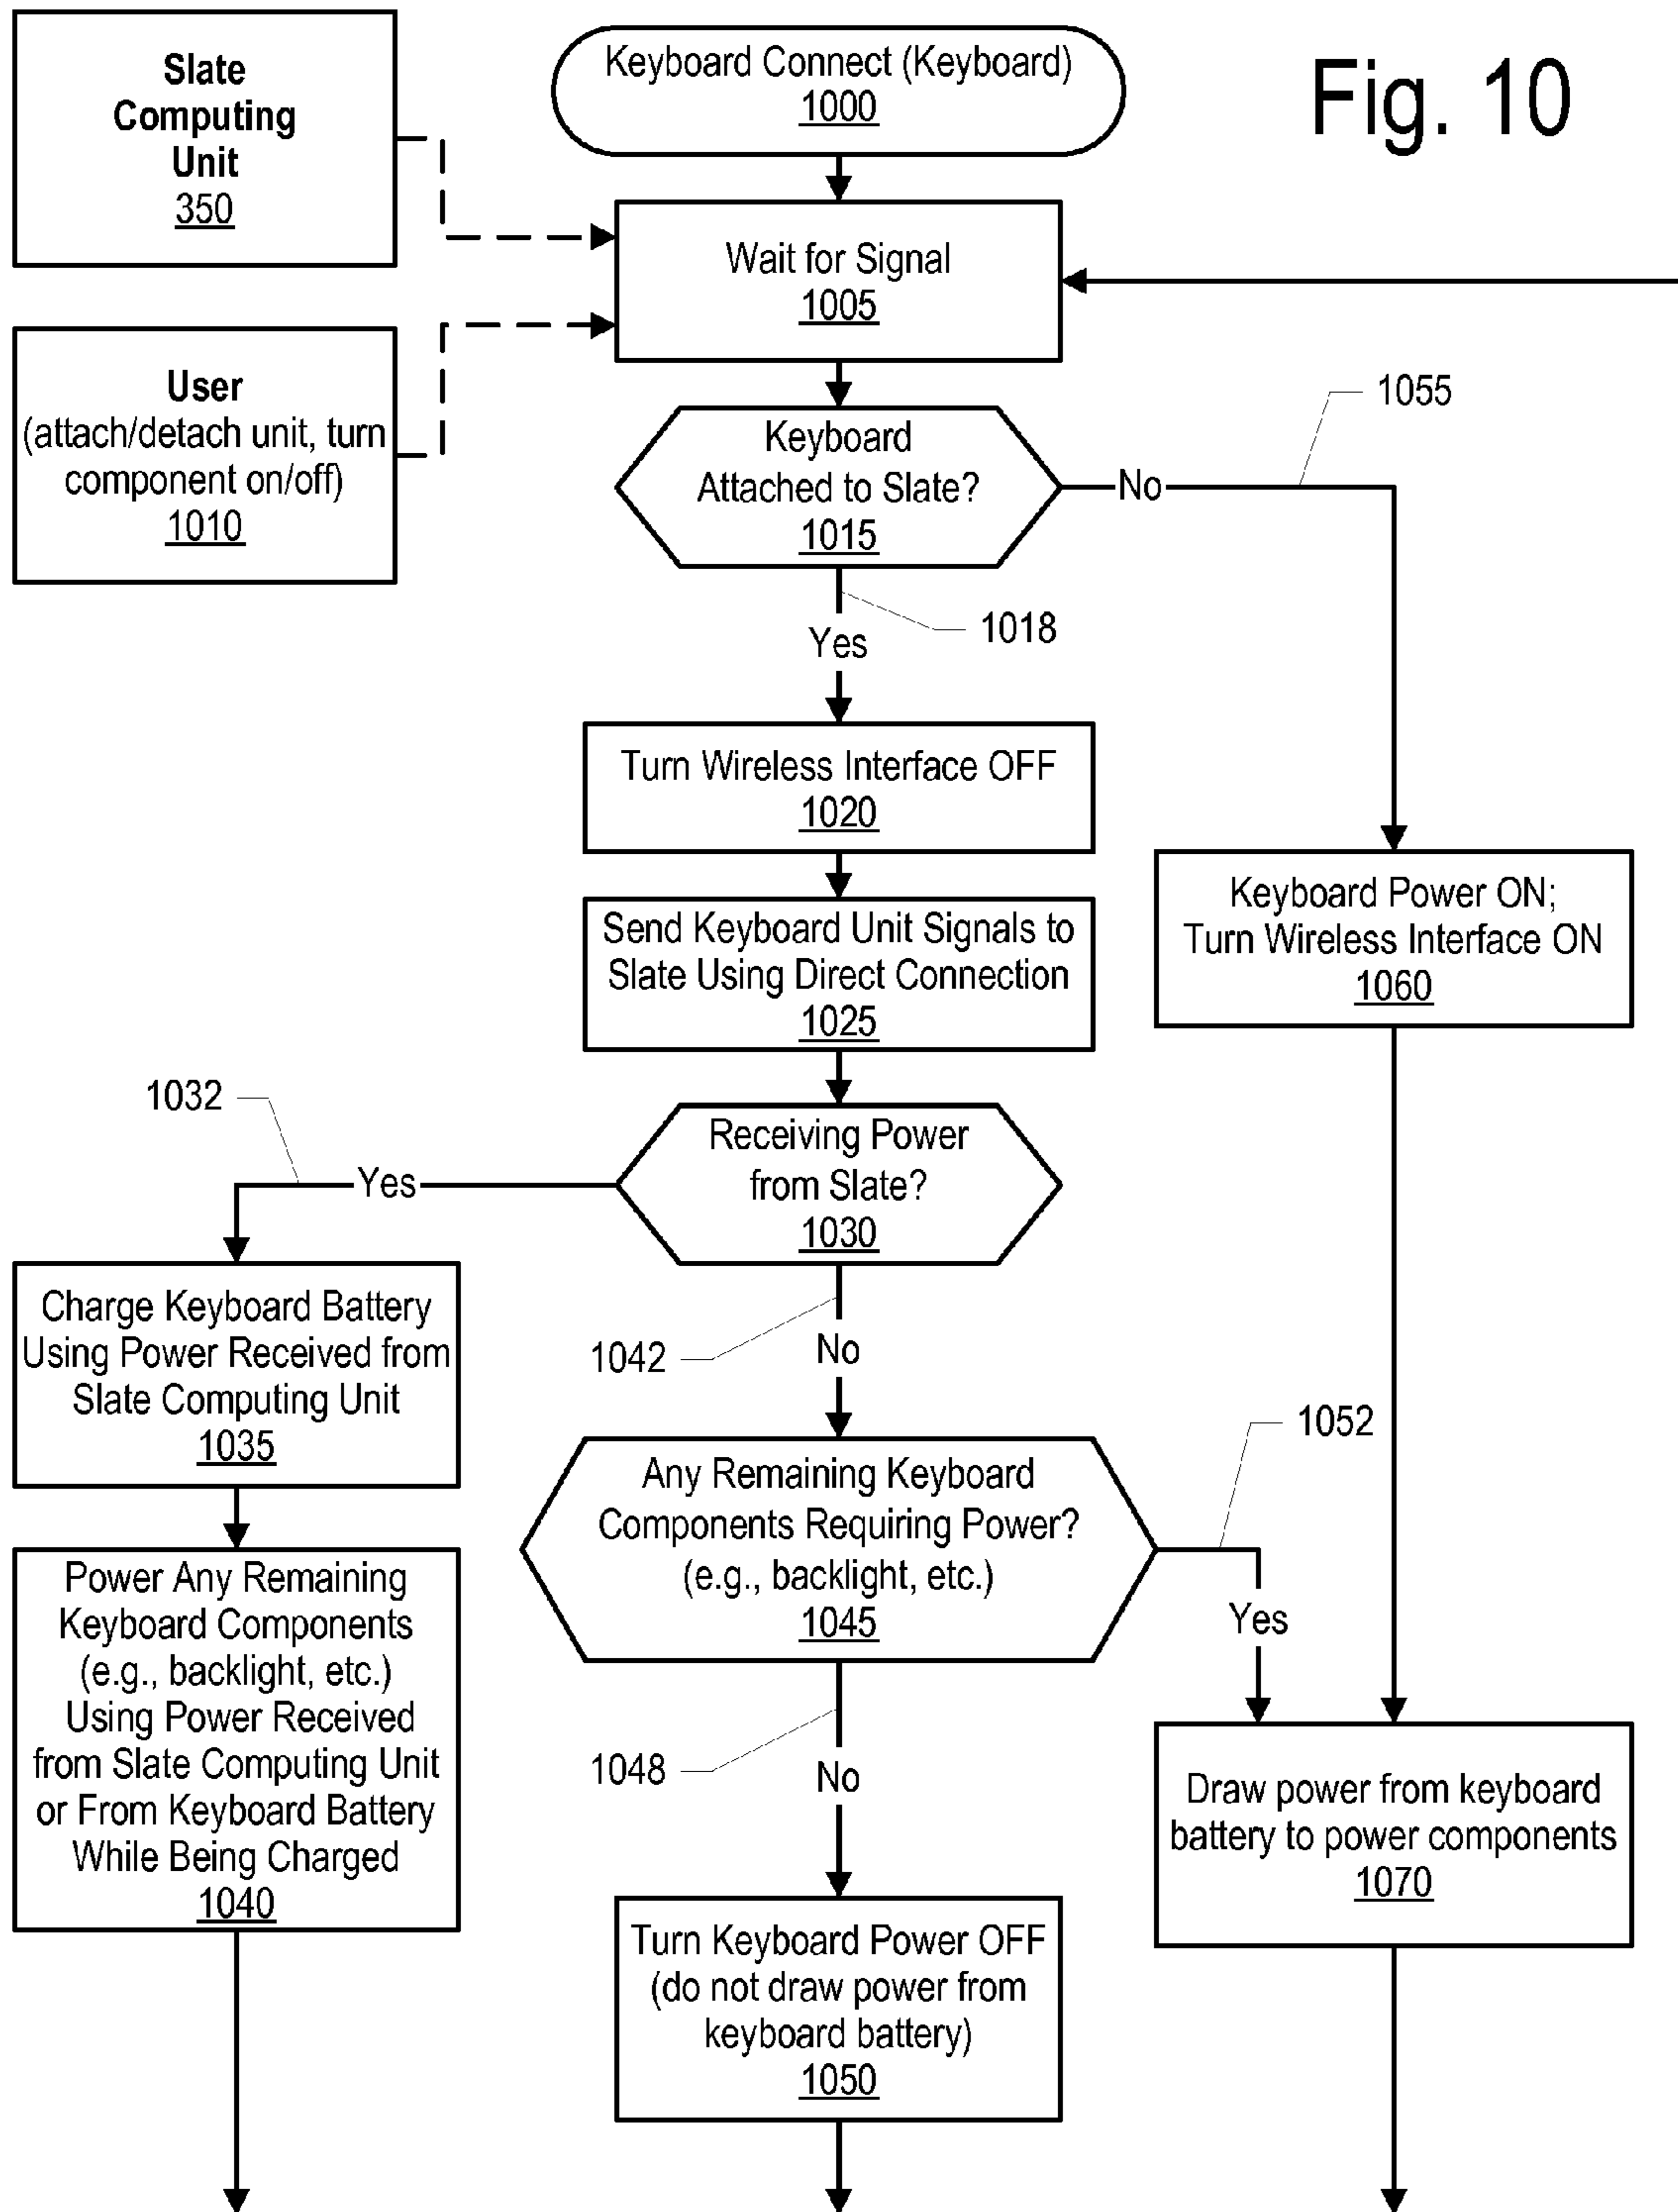 Fig. 10
Slate
Computing
Unit
350
Keyboard Connect (Keyboard)
1000
Wait for Signal
1005
User
(attach/detach unit, turn
component on/off)
1010
Keyboard
Attached to Slate?
1015
No
1055
1018
Yes
Turn Wireless Interface OFF
1020
Send Keyboard Unit Signals to
Slate Using Direct Connection
1025
Keyboard Power ON;
Turn Wireless Interface ON
1060
1032
Yes
Receiving Power
from Slate?
1030
Charge Keyboard Battery
Using Power Received from
Slate Computing Unit
1035
1042
No
1052
Any Remaining Keyboard
Components Requiring Power?
(e.g., backlight, etc.)
1045
Yes
Power Any Remaining
Keyboard Components
(e.g., backlight, etc.)
Using Power Received
from Slate Computing Unit
or From Keyboard Battery
While Being Charged
1040
1048
No
Draw power from keyboard
battery to power components
1070
Turn Keyboard Power OFF
(do not draw power from
keyboard battery)
1050